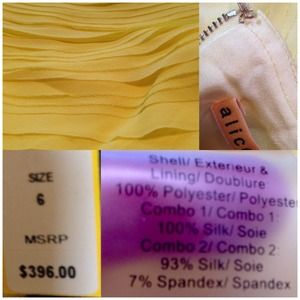 alic
SIZE
6
MSRP
$396.00
Shell/ Exterieur &
Lining/ Doublure:
100% Polyester/ Polyester
Combo 1/ Combo 1:
100% Silk/ Soie
Combo 2/ Combo 2:
93% Silk/ Soie
7% Spandex/ Spandex